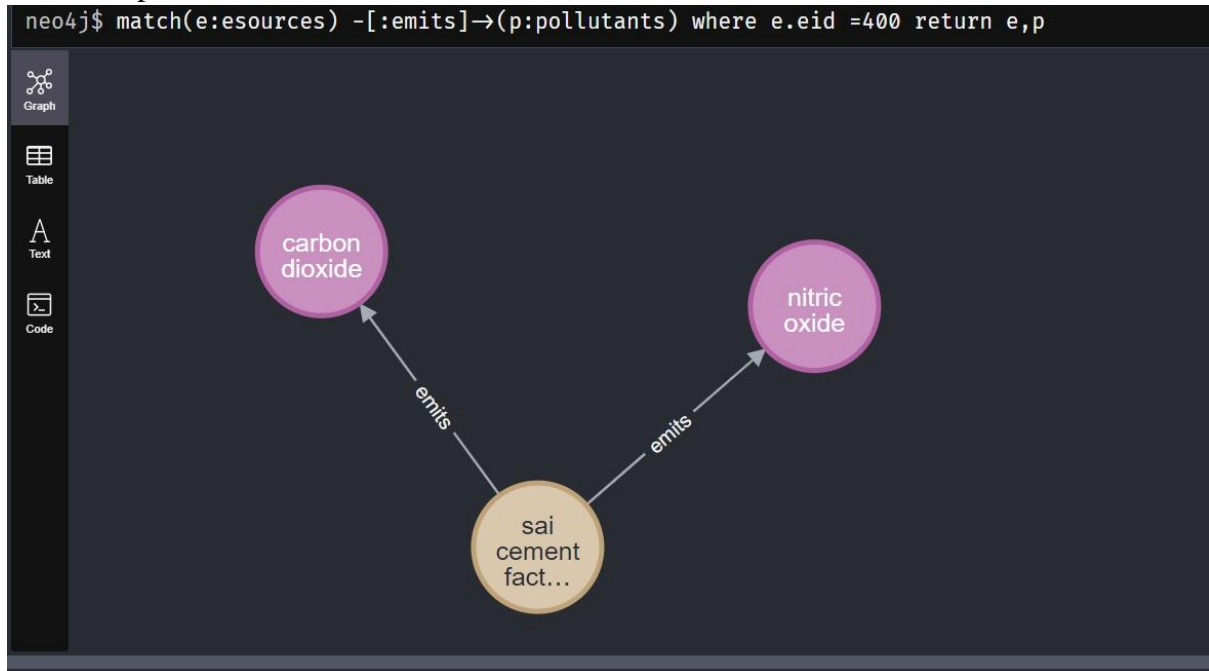 neo4j$ match(e:esources) -[:emits]→(p:pollutants) where e.eid =400 return e,p
Graph
Table
A
Text
>_
Code
carbon
dioxide
nitric
oxide
emits
emits
sai
cement
fact...